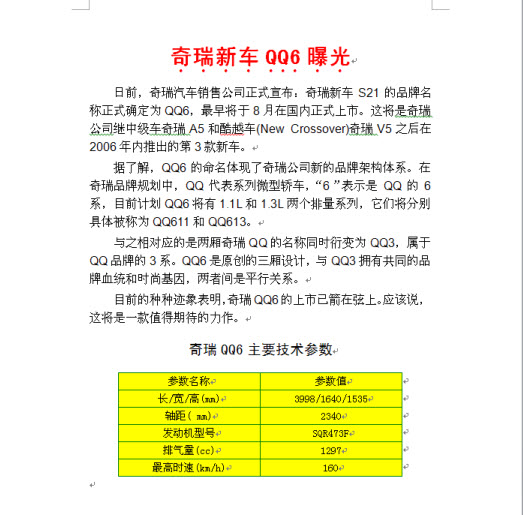 奇瑞新车 QQ6 曝光
日前，奇瑞汽车销售公司正式宣布：奇瑞新车 S21 的品牌名
称正式确定为 QQ6，最早将于 8 月在国内正式上市。这将是奇瑞
公司继中级车奇瑞 A5 和酷越车(New Crossover)奇瑞 V5 之后在
2006 年内推出的第 3 款新车。
据了解，QQ6 的命名体现了奇瑞公司新的品牌架构体系。在
奇瑞品牌规划中，QQ 代表系列微型轿车，“6”表示是 QQ 的 6
系，目前计划 QQ6 将有 1.1L 和 1.3L 两个排量系列，它们将分别
具体被称为 QQ611 和 QQ613。
与之相对应的是两厢奇瑞 QQ 的名称同时衍变为 QQ3，属于
QQ 品牌的 3 系。QQ6 是原创的三厢设计，与 QQ3 拥有共同的品
牌血统和时尚基因，两者间是平行关系。
目前的种种迹象表明，奇瑞 QQ6 的上市已箭在弦上。应该说，
这将是一款值得期待的力作。
奇瑞 QQ6 主要技术参数
参数名称 参数值
长/宽/高(mm) 3998/1640/1535
轴距( mm) 2340
发动机型号 SQR473F
排气量(cc) 1297
最高时速(km/h) 160